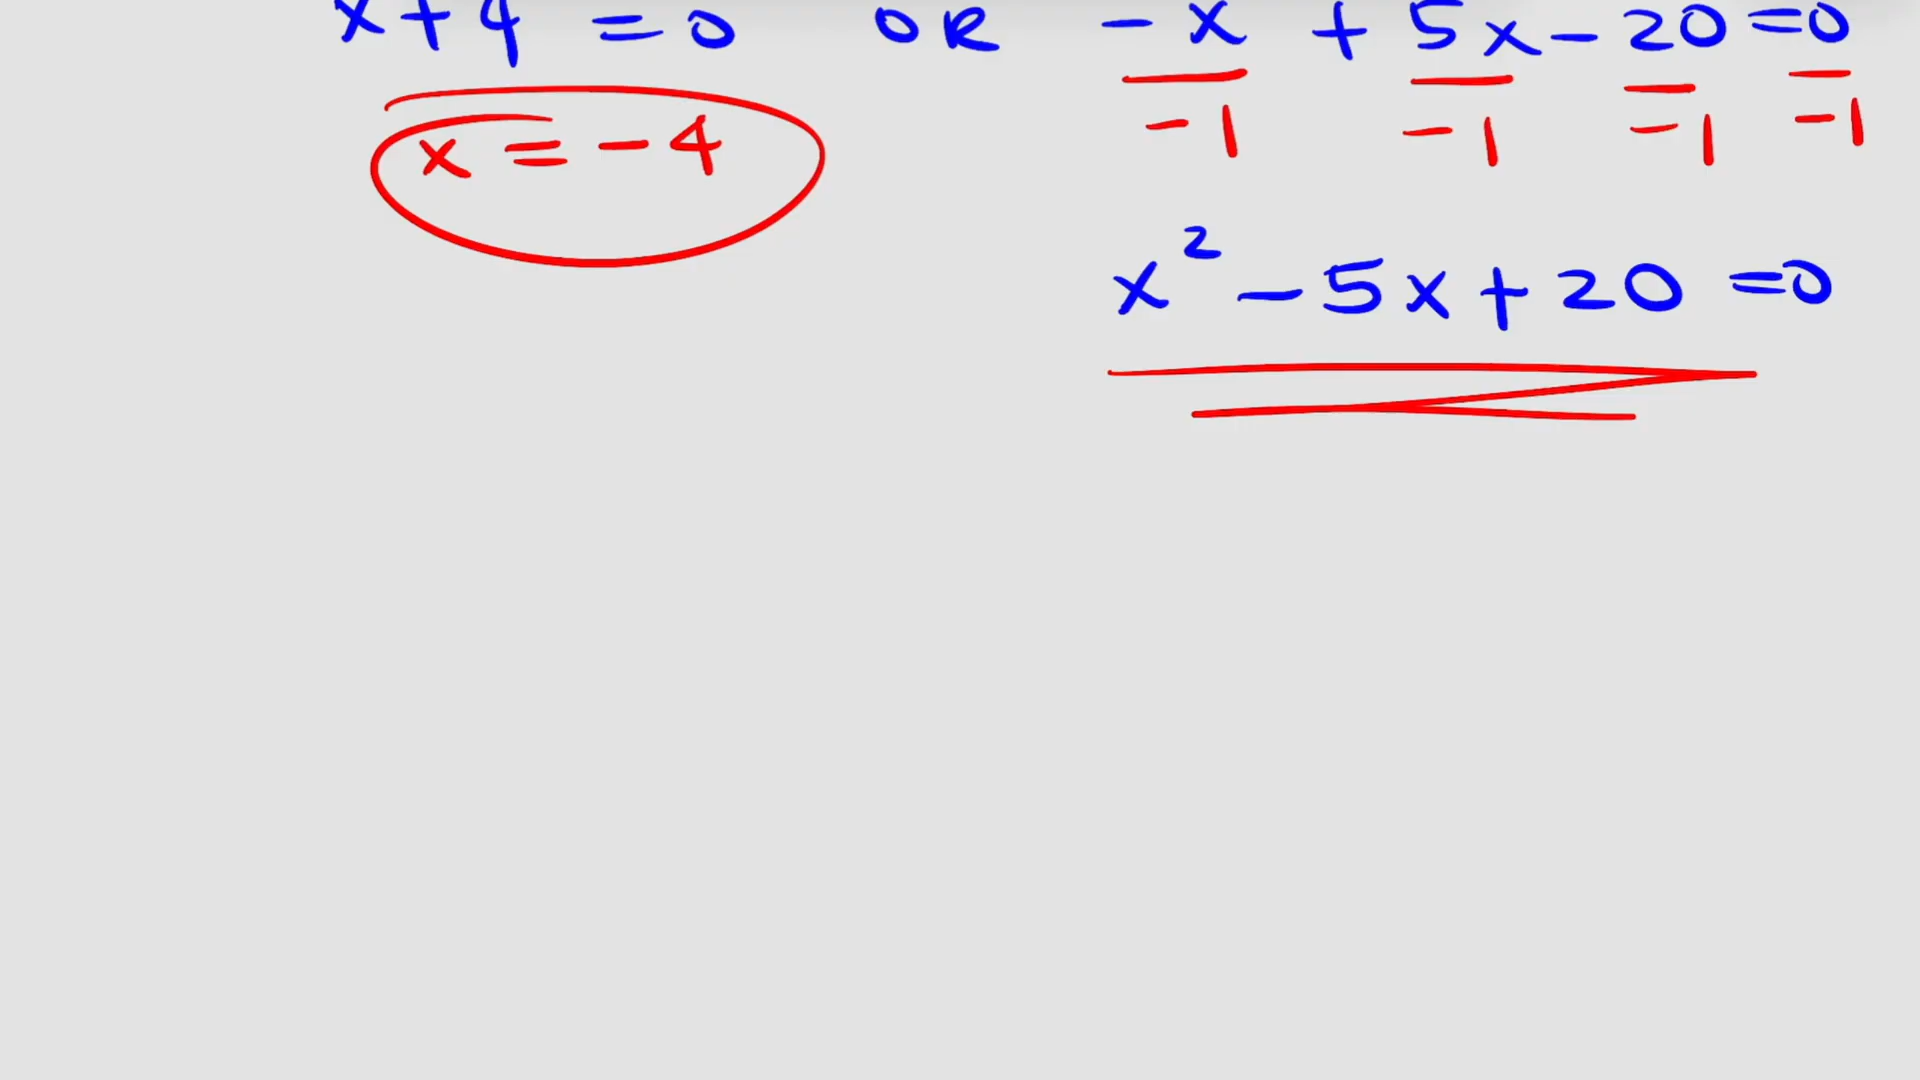 x + 4 = 0 OR -x + 5x - 20 = 0
x = -4 -1 -1 -1 -1
x² - 5x + 20 = 0